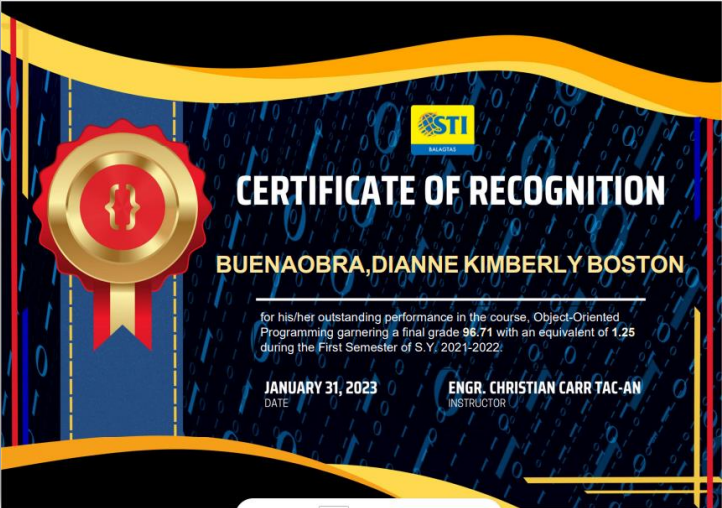 STI
BALAGTAS
CERTIFICATE OF RECOGNITION
{}
BUENAOBRA,DIANNE KIMBERLY BOSTON
for his/her outstanding performance in the course, Object-Oriented
Programming garnering a final grade 96.71 with an equivalent of 1.25
during the First Semester of S.Y. 2021-2022.
JANUARY 31, 2023 ENGR. CHRISTIAN CARR TAC-AN
DATE INSTRUCTOR